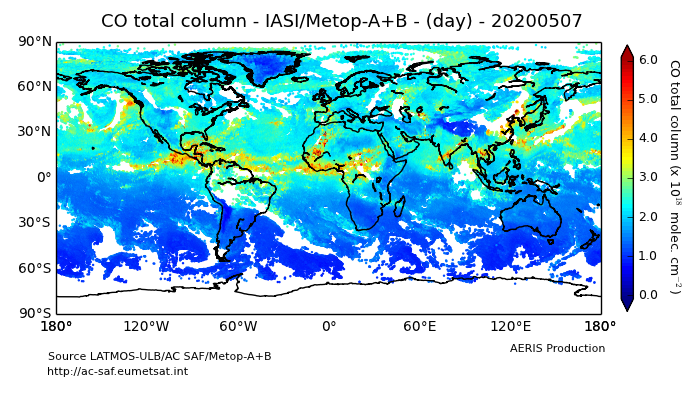 CO total column - IASI/Metop-A+B - (day) - 20200507
90°N
60°N
30°N
0°
30°S
60°S
90°S
180°
120°W
60°W
0°
60°E
120°E
180°
6.0
5.0
4.0
3.0
2.0
1.0
0.0
CO total column (x 10¹⁸ molec. cm⁻²)
Source LATMOS-ULB/AC SAF/Metop-A+B
http://ac-saf.eumetsat.int
AERIS Production